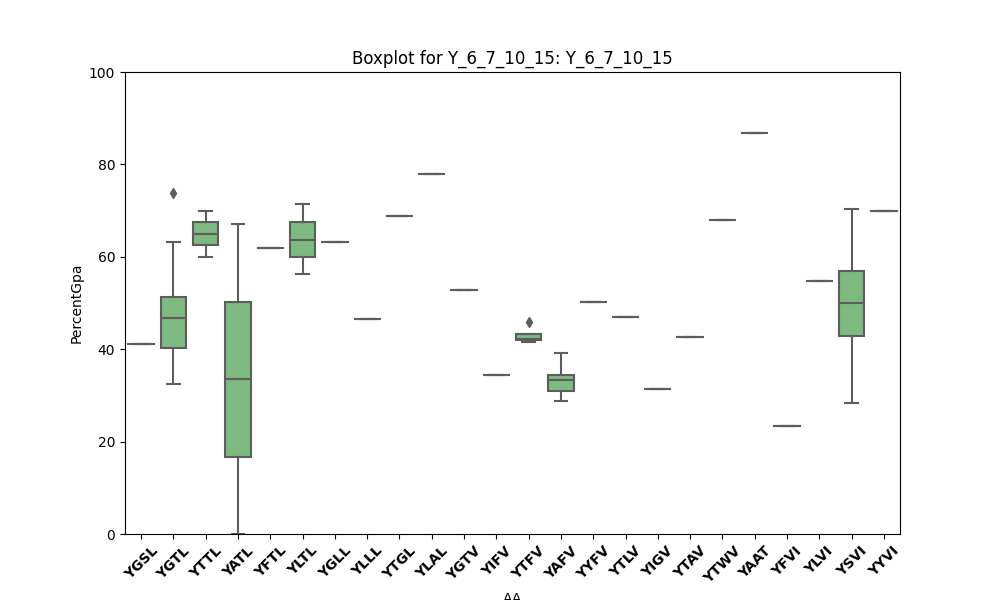 Boxplot for Y_6_7_10_15: Y_6_7_10_15
100
80
60
40
20
0
PercentGpa
YGSL
YGTL
YTTL
YATL
YFTL
YLTL
YGLL
YLLL
YTGL
YLAL
YGTV
YIFV
YTFV
YAFV
YYFV
YTLV
YIGV
YTAV
YTWV
YAAT
YFVI
YLVI
YSVI
YYVI
AA